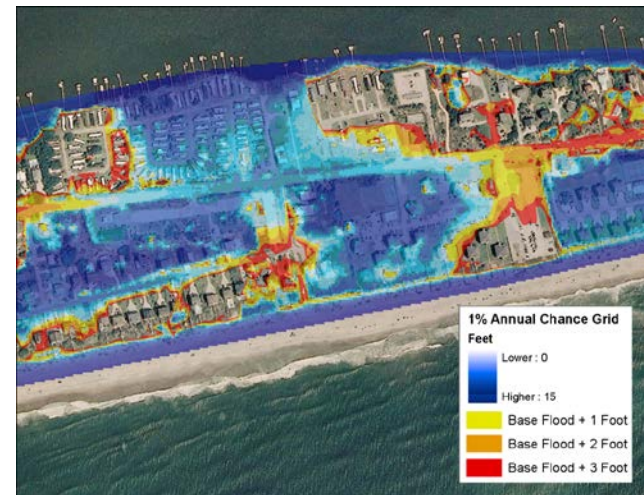 1% Annual Chance Grid
Feet
Lower : 0
Higher : 15
Base Flood + 1 Foot
Base Flood + 2 Foot
Base Flood + 3 Foot